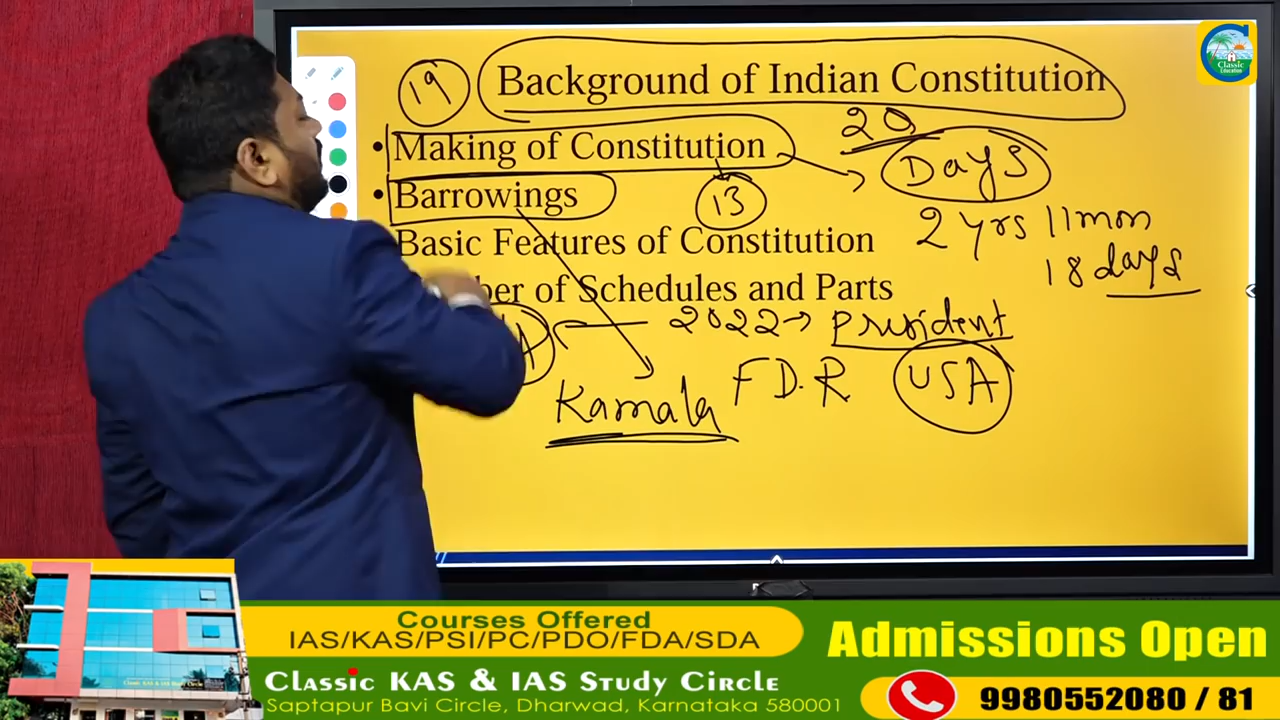 Classic
Education
19
Background of Indian Constitution
20
• Making of Constitution
Days
• Barrowings
13
2 yrs 11 mon
18 days
Basic Features of Constitution
ber of Schedules and Parts
2022 → President
Kamala F D. R USA
Courses Offered
IAS/KAS/PSI/PC/PDO/FDA/SDA
Admissions Open
Classic KAS & IAS Study Circle
Saptapur Bavi Circle, Dharwad, Karnataka 580001
9980552080 / 81